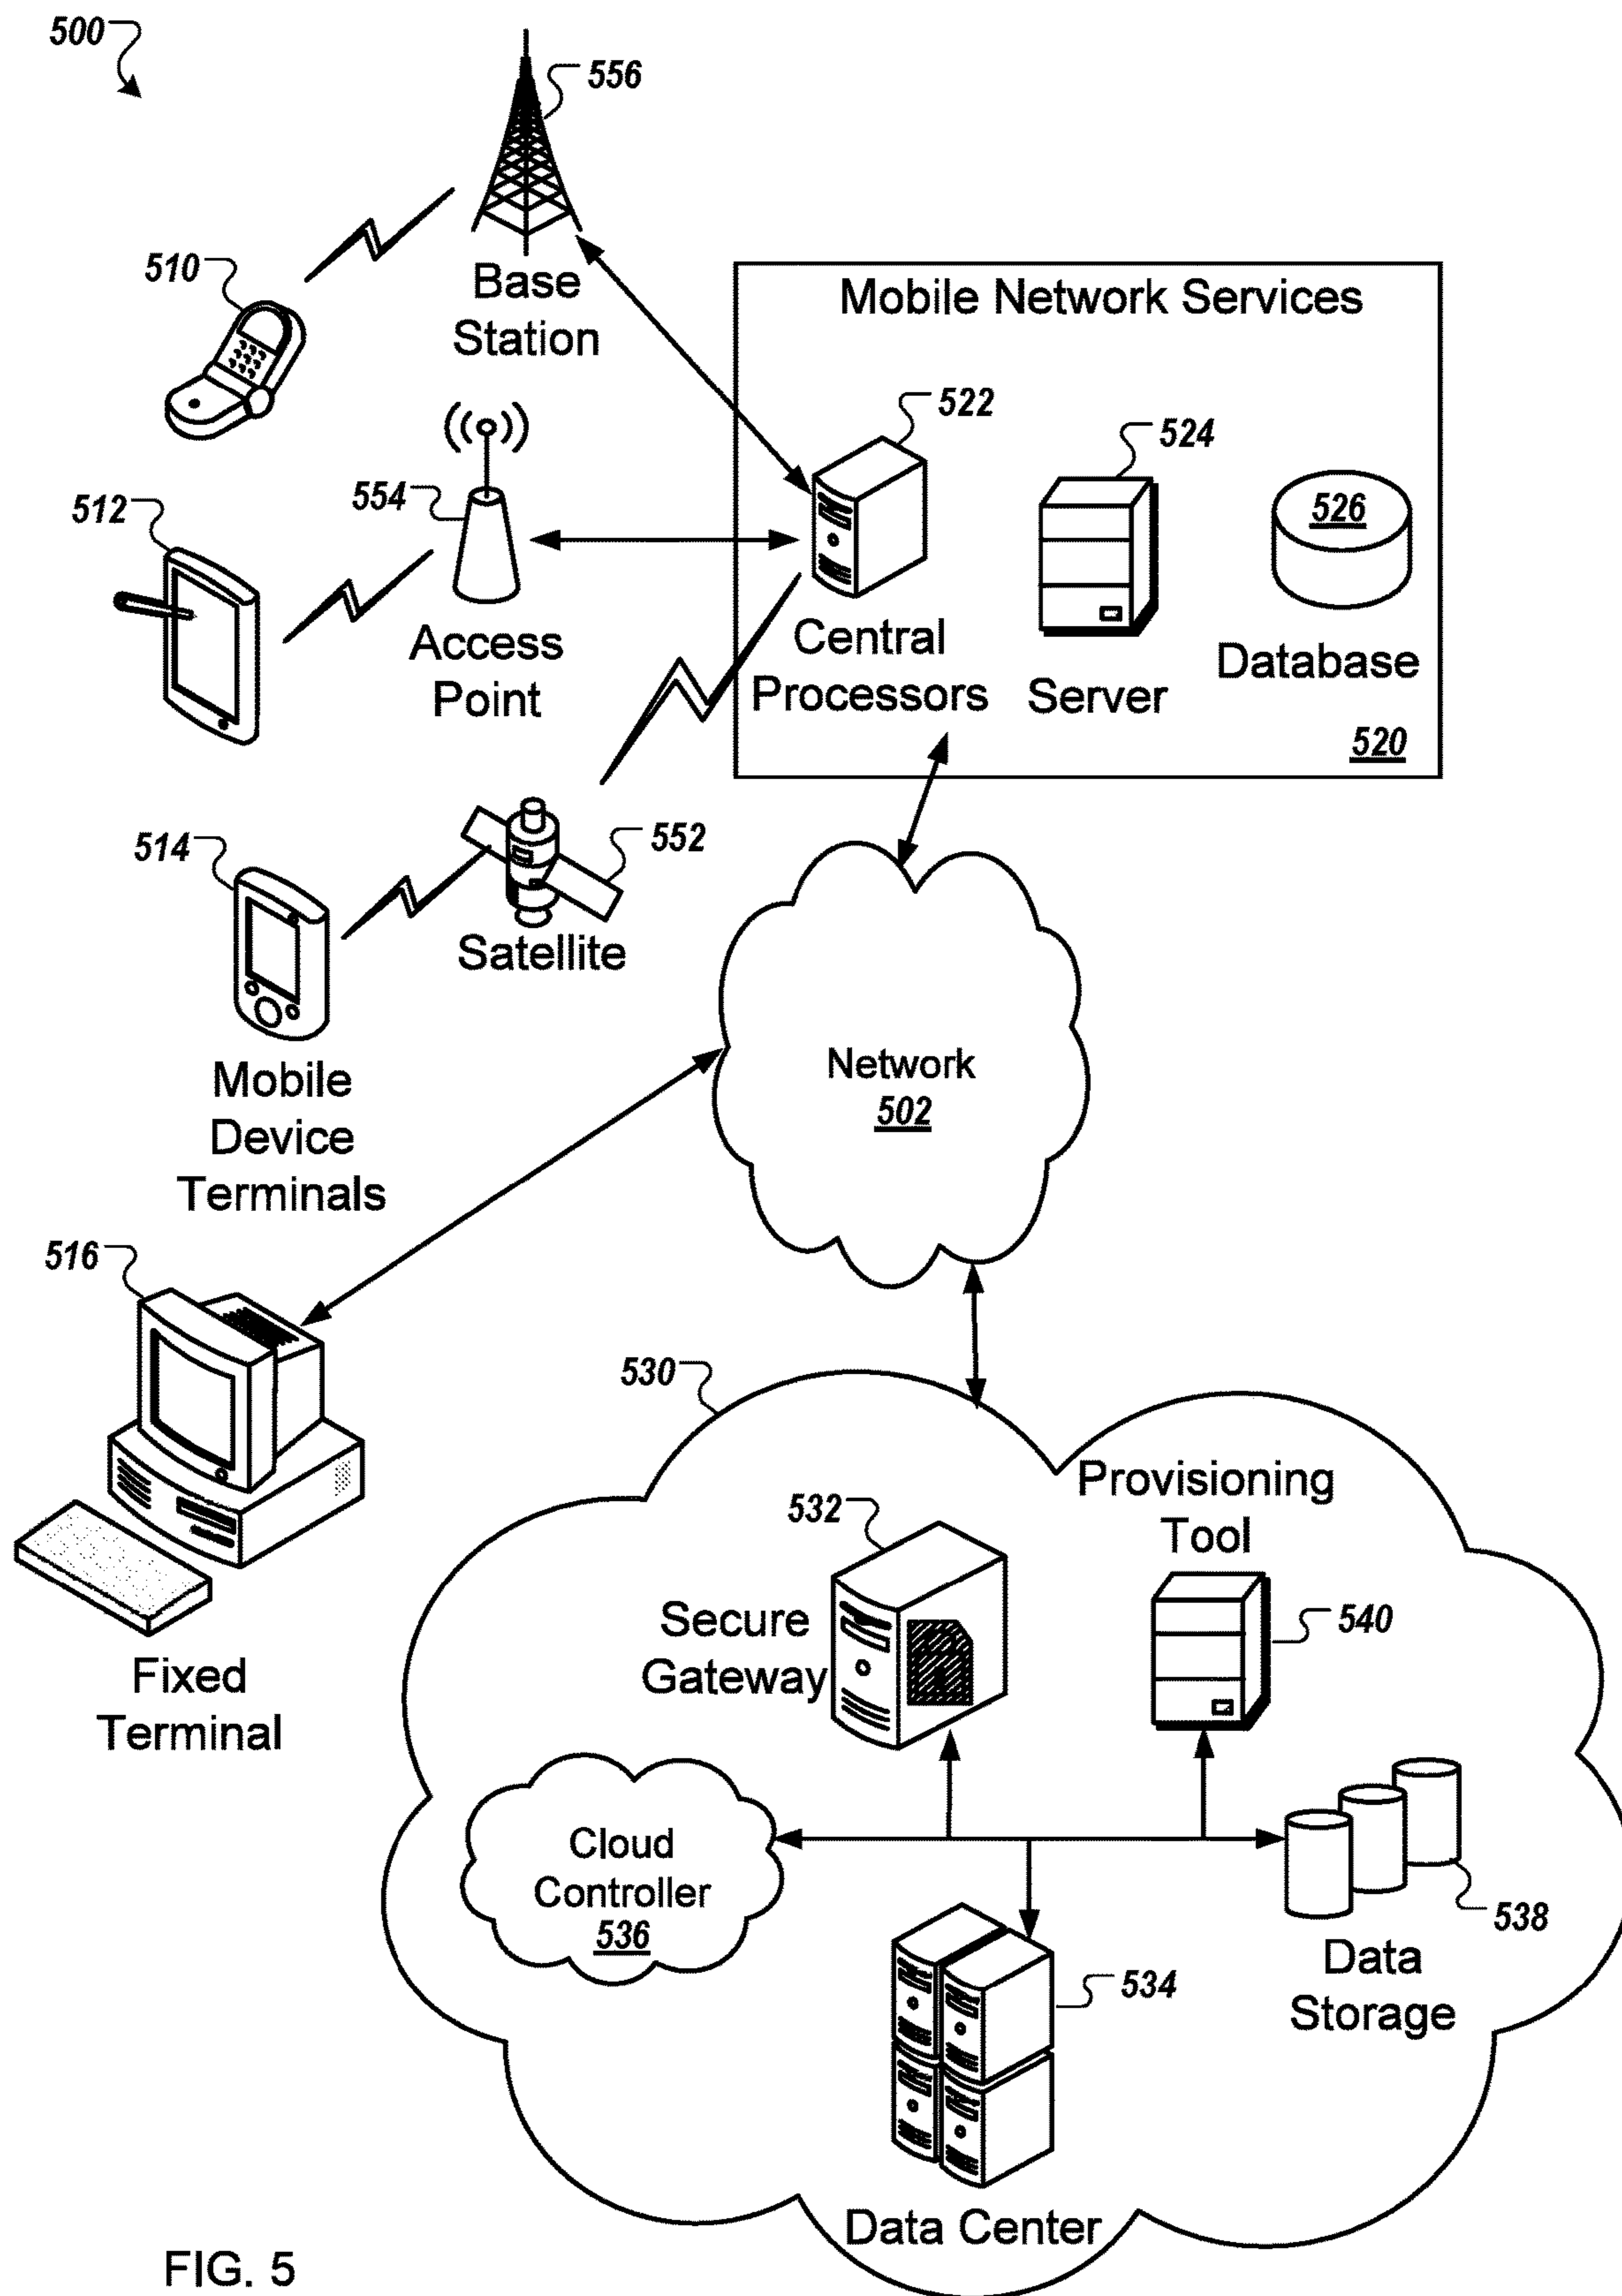 500
556
Base
Station
510
Mobile Network Services
522
524
526
554
512
Access
Point
Central
Processors
Server
Database
520
514
552
Satellite
Mobile
Device
Terminals
Network
502
516
Fixed
Terminal
530
Provisioning
Tool
532
Secure
Gateway
540
Cloud
Controller
536
538
Data
Storage
534
Data Center
FIG. 5